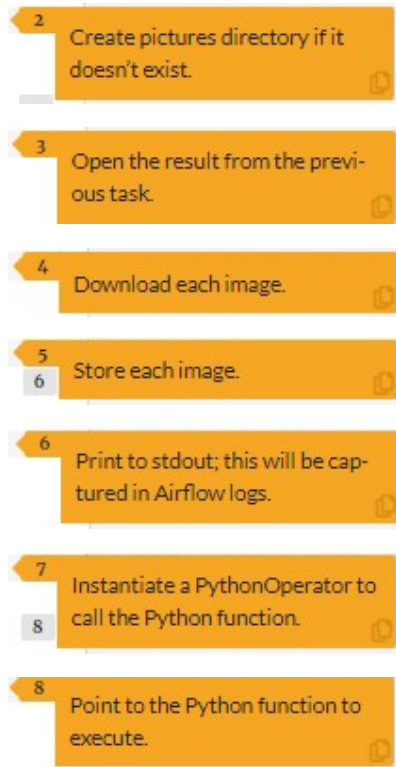 2
Create pictures directory if it
doesn't exist.
3
Open the result from the previ-
ous task.
4
Download each image.
5
6
Store each image.
6
Print to stdout; this will be cap-
tured in Airflow logs.
7
8
Instantiate a PythonOperator to
call the Python function.
8
Point to the Python function to
execute.